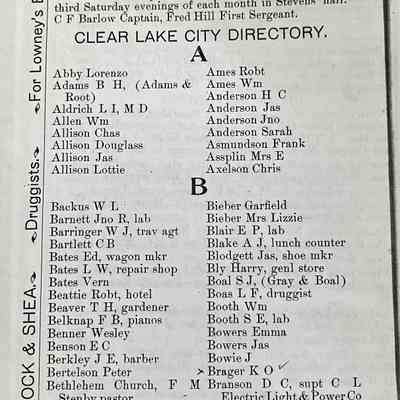 third Saturday evenings of each month in Stevens' hall.
C F Barlow Captain, Fred Hill First Sergeant.
CLEAR LAKE CITY DIRECTORY.
A
Abby Lorenzo
Adams B H, (Adams &
Root)
Aldrich L I, M D
Allen Wm
Allison Chas
Allison Douglass
Allison Jas
Allison Lottie
Ames Robt
Ames Wm
Anderson H C
Anderson Jas
Anderson Jno
Anderson Sarah
Asmundson Frank
Assplin Mrs E
Axelson Chris
B
Backus W L
Barnett Jno R, lab
Barringer W J, trav agt
Bartlett C B
Bates Ed, wagon mkr
Bates L W, repair shop
Bates Vern
Beattie Robt, hotel
Beaver T H, gardener
Belknap F B, pianos
Benner Wesley
Benson E C
Berkley J E, barber
Bertelson Peter
Bethlehem Church, F M
Stenby pastor
Bieber Garfield
Bieber Mrs Lizzie
Blair E P, lab
Blake A J, lunch counter
Blodgett Jas, shoe mkr
Bly Harry, genl store
Boal S J, (Gray & Boal)
Boas L F, druggist
Booth Wm
Booth S E, lab
Bowers Emma
Bowers Jas
Bowie J
Brager K O
Branson D C, supt C L
Electric Light & Power Co
OCK & SHEA. Druggists. For Lowney's